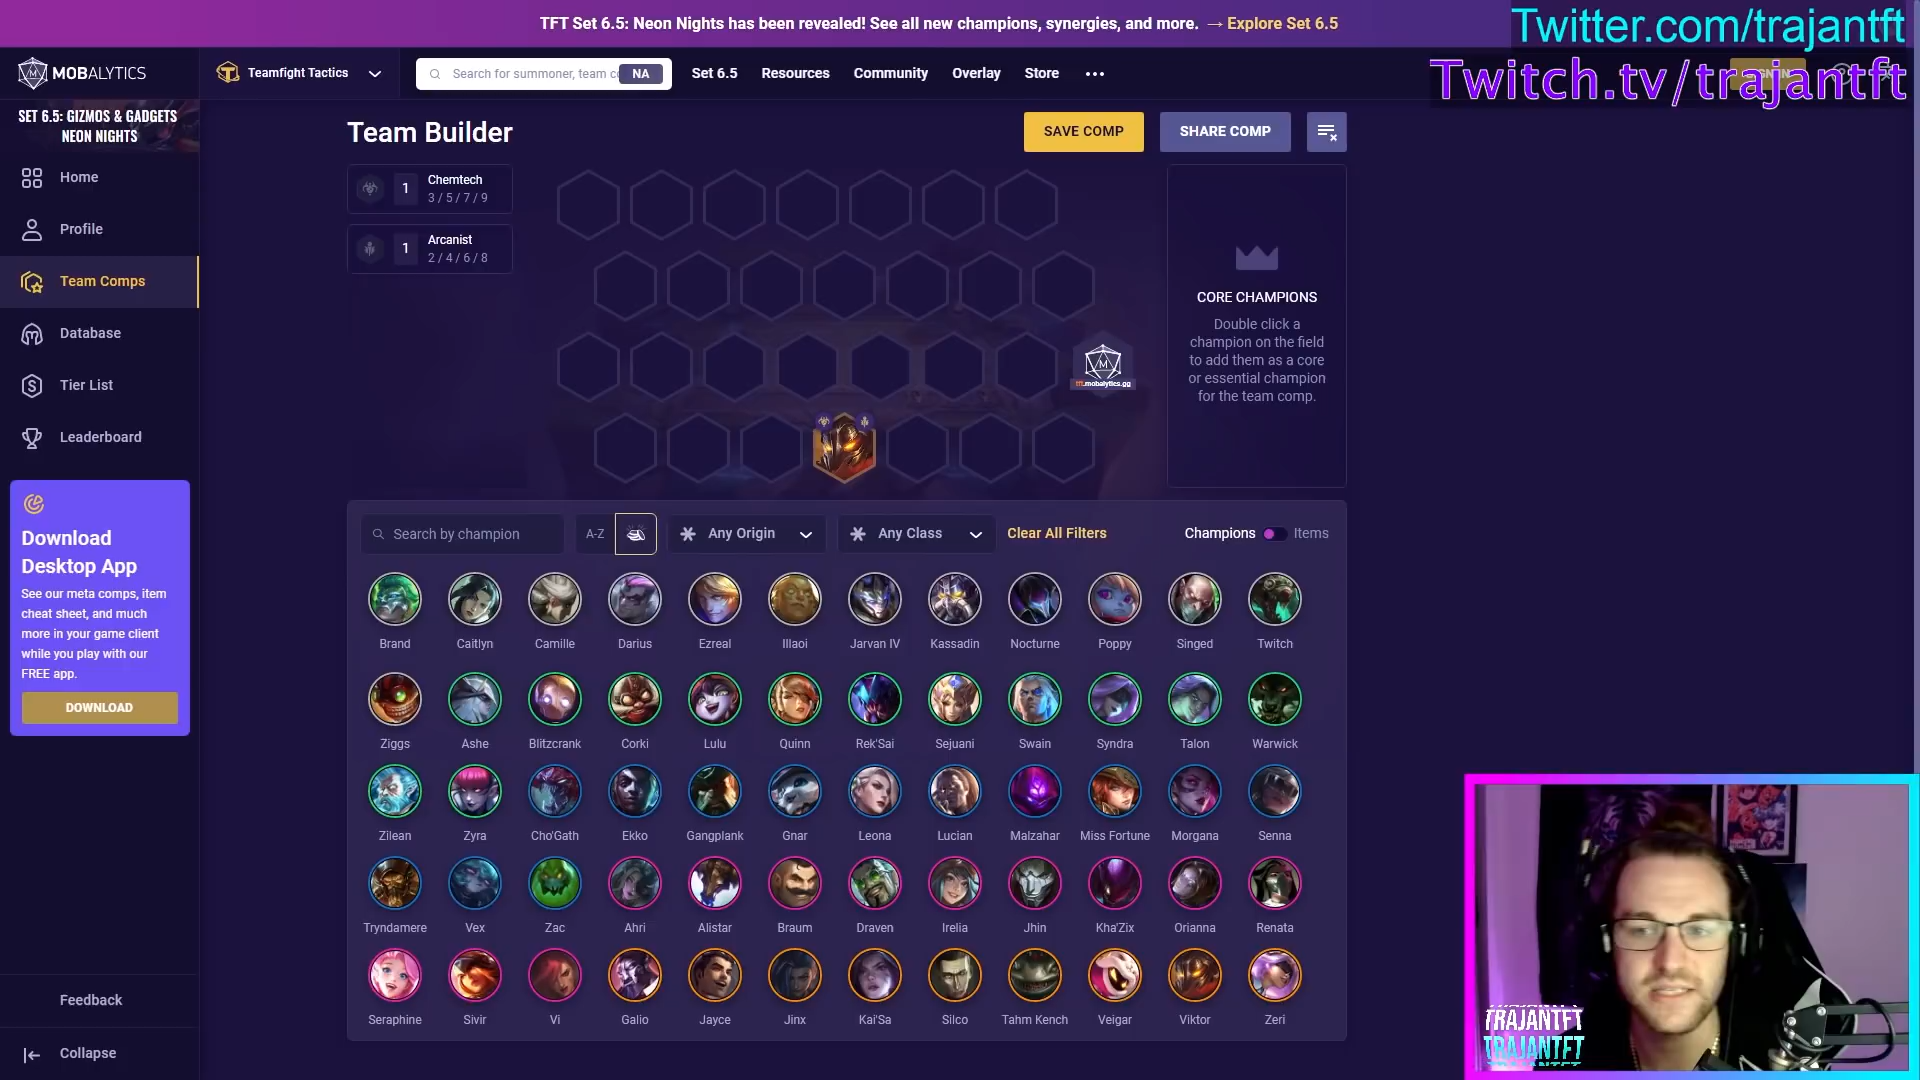 TFT Set 6.5: Neon Nights has been revealed! See all new champions, synergies, and more. → Explore Set 6.5
Twitter.com/trajantft
MOBALYTICS
Teamfight Tactics
Search for summoner, team co
NA
Set 6.5
Resources
Community
Overlay
Store
Twitch.tv/trajantft
SET 6.5: GIZMOS & GADGETS
NEON NIGHTS
Home
Profile
Team Comps
Database
Tier List
Leaderboard
Download
Desktop App
See our meta comps, item
cheat sheet, and much
more in your game client
while you play with our
FREE app.
DOWNLOAD
Feedback
Collapse
Team Builder
SAVE COMP
SHARE COMP
1
Chemtech
3 / 5 / 7 / 9
1
Arcanist
2 / 4 / 6 / 8
tft.mobalytics.gg
CORE CHAMPIONS
Double click a
champion on the field
to add them as a core
or essential champion
for the team comp.
Search by champion
A-Z
Any Origin
Any Class
Clear All Filters
Champions
Items
Brand Caitlyn Camille Darius Ezreal Illaoi Jarvan IV Kassadin Nocturne Poppy Singed Twitch
Ziggs Ashe Blitzcrank Corki Lulu Quinn Rek'Sai Sejuani Swain Syndra Talon Warwick
Zilean Zyra Cho'Gath Ekko Gangplank Gnar Leona Lucian Malzahar Miss Fortune Morgana Senna
Tryndamere Vex Zac Ahri Alistar Braum Draven Irelia Jhin Kha'Zix Orianna Renata
Seraphine Sivir Vi Galio Jayce Jinx Kai'Sa Silco Tahm Kench Veigar Viktor Zeri
TRAJANTFT
TRAJANTFT